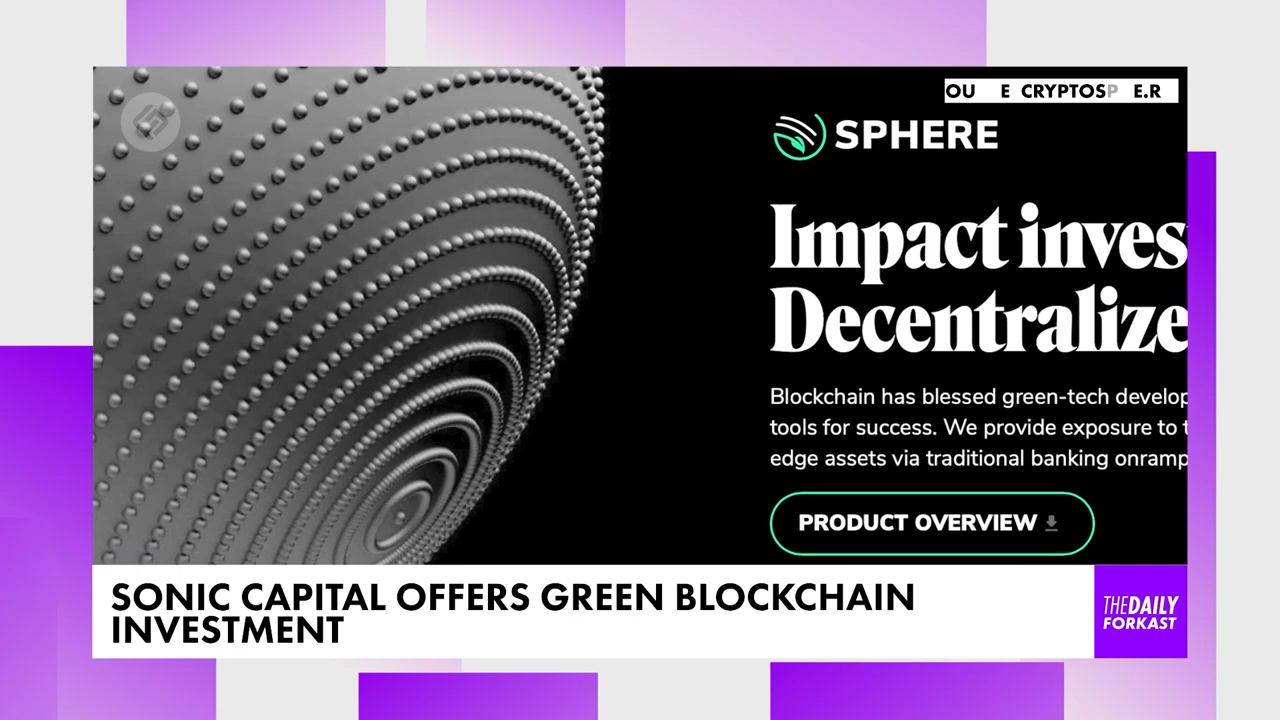 CRYPTOSP
SPHERE
Impact inves
Decentralize
Blockchain has blessed green-tech develop
tools for success. We provide exposure to t
edge assets via traditional banking onramp
PRODUCT OVERVIEW
SONIC CAPITAL OFFERS GREEN BLOCKCHAIN
INVESTMENT
THE DAILY
FORKAST